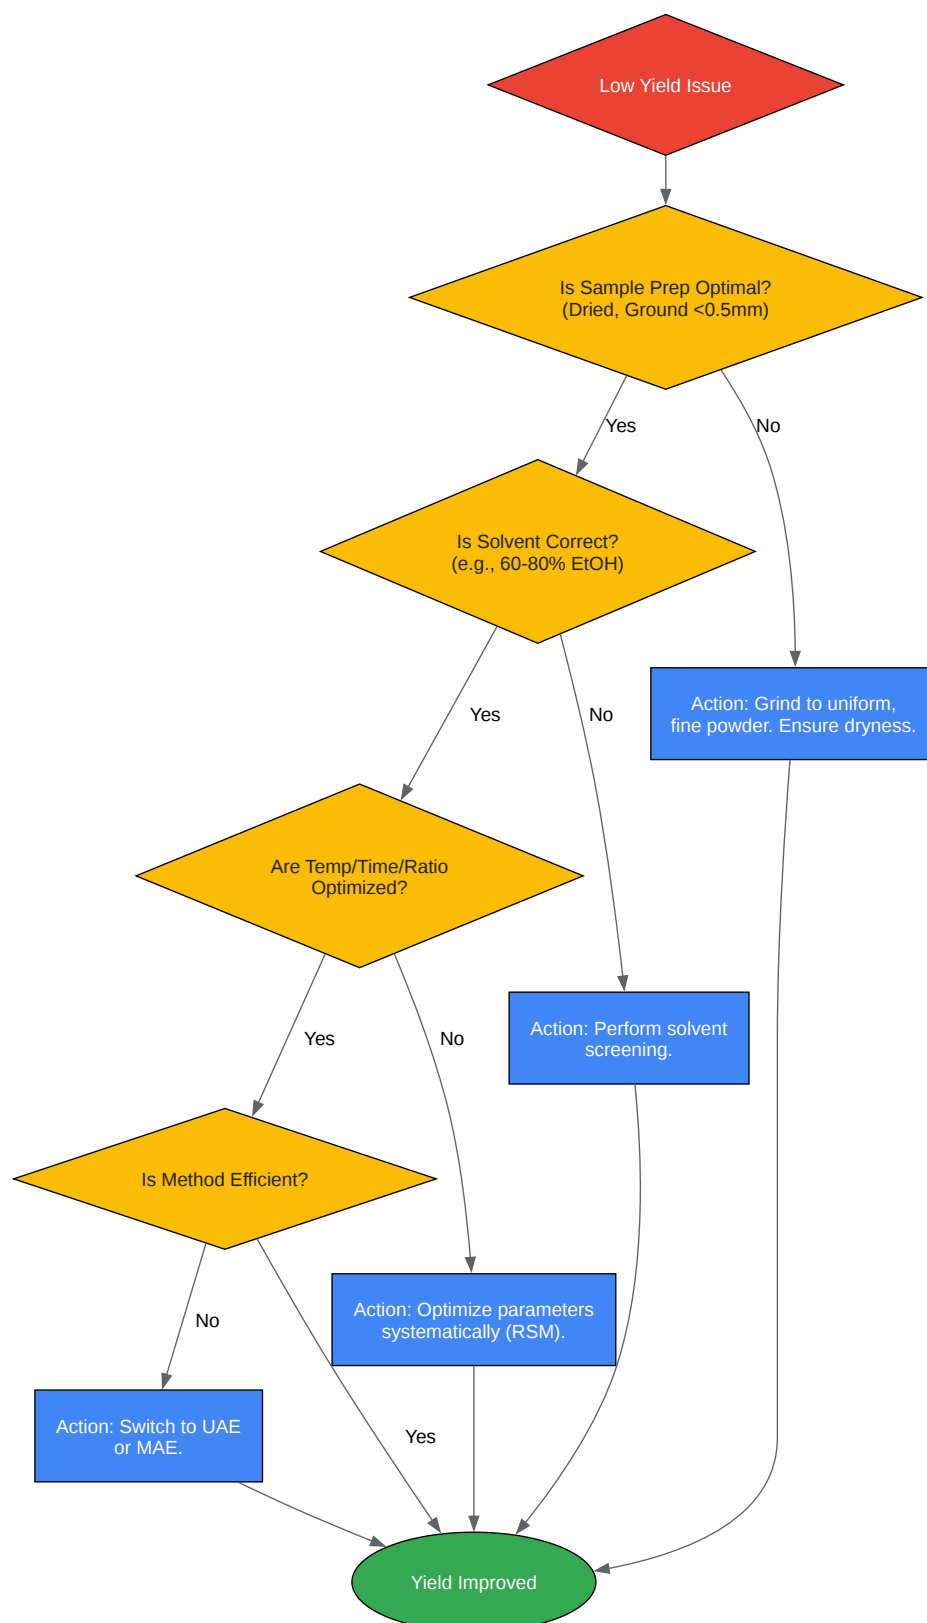 Low Yield Issue
Is Sample Prep Optimal?
(Dried, Ground <0.5mm)
Yes
No
Is Solvent Correct?
(e.g., 60-80% EtOH)
Action: Grind to uniform,
fine powder. Ensure dryness.
Yes
No
Are Temp/Time/Ratio
Optimized?
Action: Perform solvent
screening.
Yes
No
Is Method Efficient?
Action: Optimize parameters
systematically (RSM).
No
Action: Switch to UAE
or MAE.
Yes
Yield Improved